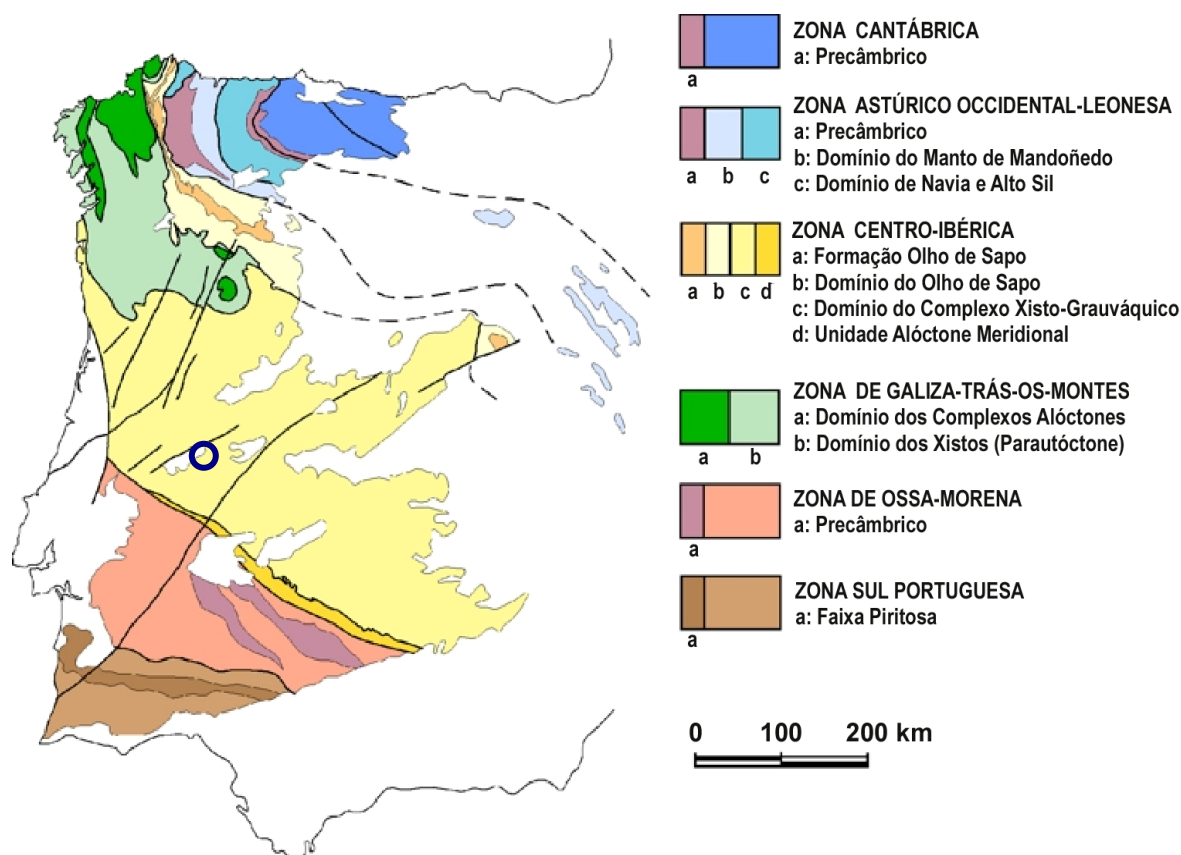 ZONA CANTÁBRICA
a: Precâmbrico
a
ZONA ASTÚRICO OCCIDENTAL-LEONESA
a: Precâmbrico
b: Domínio do Manto de Mandoñedo
c: Domínio de Navia e Alto Sil
a b c
ZONA CENTRO-IBÉRICA
a: Formação Olho de Sapo
b: Domínio do Olho de Sapo
c: Domínio do Complexo Xisto-Grauváquico
d: Unidade Alóctone Meridional
a b c d
ZONA DE GALIZA-TRÁS-OS-MONTES
a: Domínio dos Complexos Alóctones
b: Domínio dos Xistos (Parautóctone)
a b
ZONA DE OSSA-MORENA
a: Precâmbrico
a
ZONA SUL PORTUGUESA
a: Faixa Piritosa
a
0 100 200 km